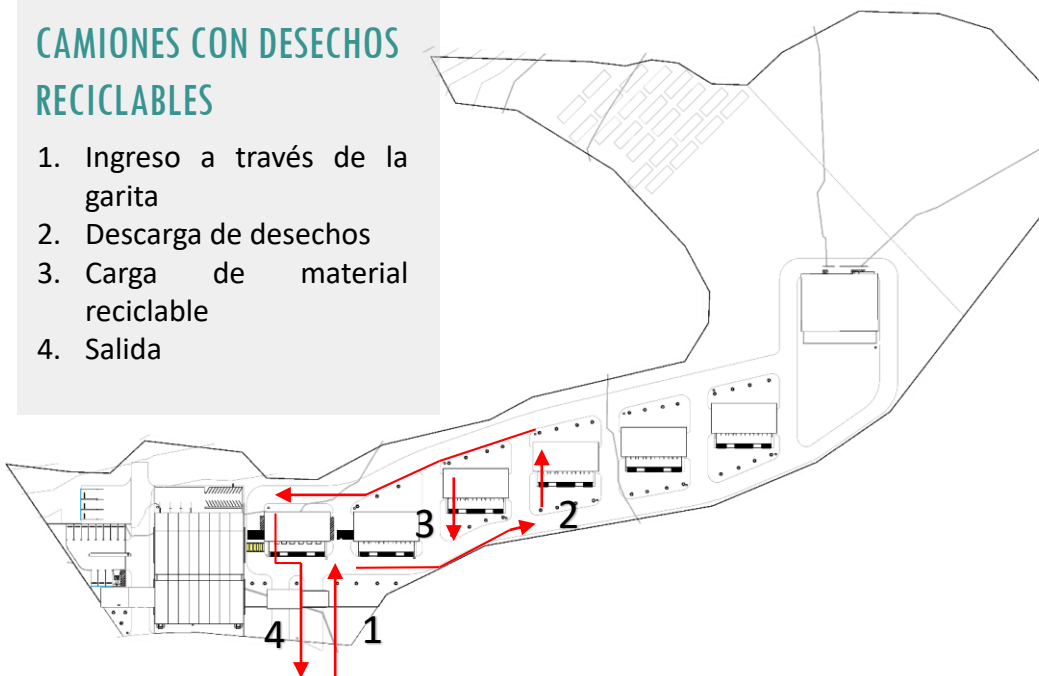 CAMIONES CON DESECHOS
RECICLABLES
1. Ingreso a través de la
garita
2. Descarga de desechos
3. Carga de material
reciclable
4. Salida
3
2
4
1